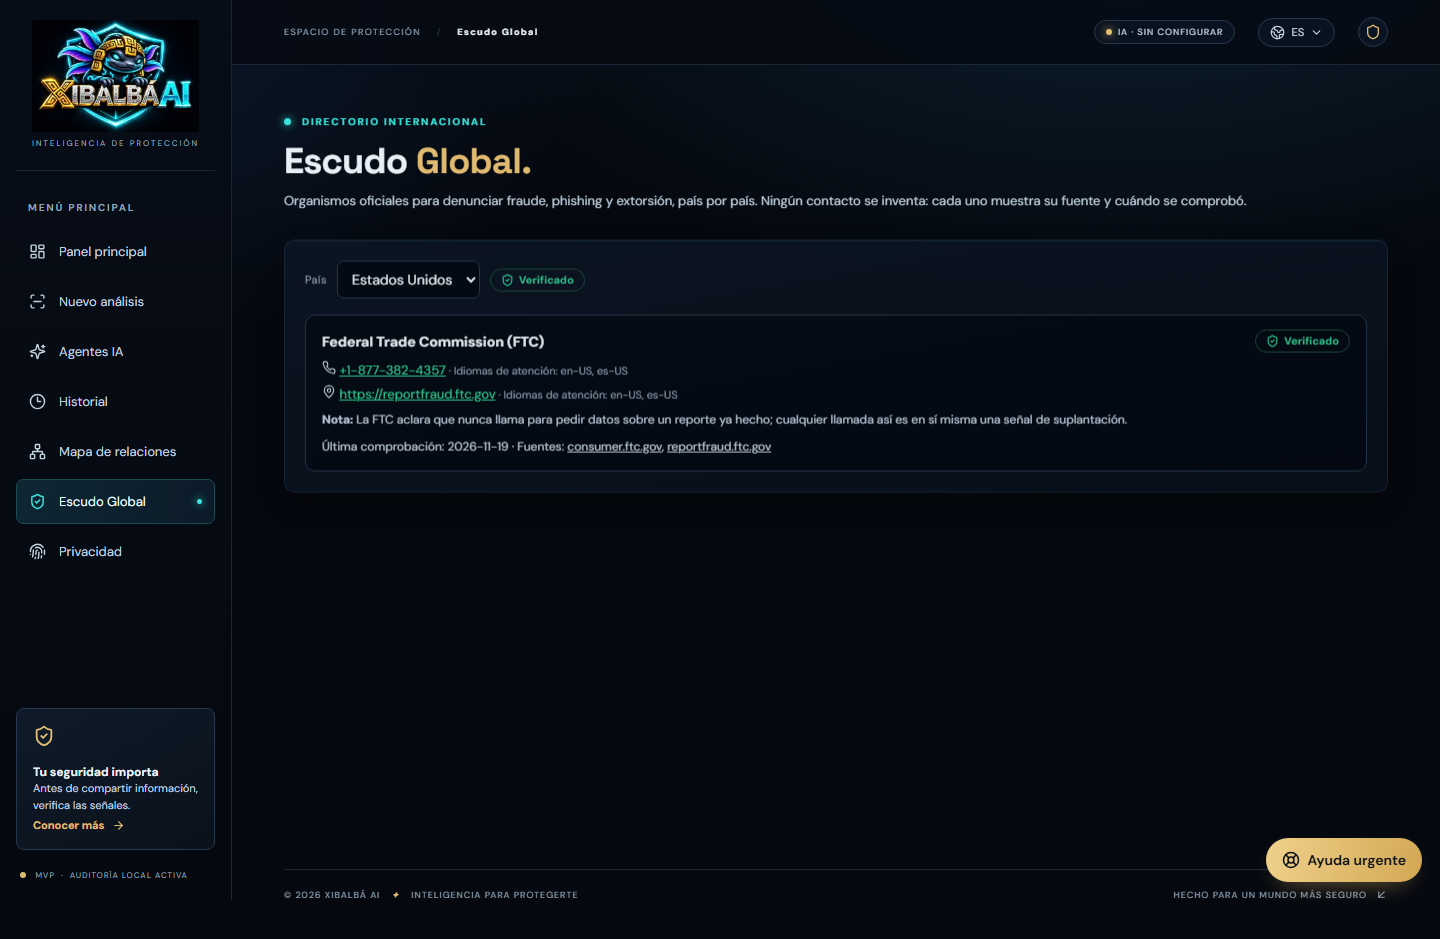 XIBALBÁ AI
INTELIGENCIA DE PROTECCIÓN
MENÚ PRINCIPAL
Panel principal
Nuevo análisis
Agentes IA
Historial
Mapa de relaciones
Escudo Global
Privacidad
Tu seguridad importa
Antes de compartir información,
verifica las señales.
Conocer más
MVP · AUDITORÍA LOCAL ACTIVA
ESPACIO DE PROTECCIÓN / Escudo Global
IA · SIN CONFIGURAR
ES
DIRECTORIO INTERNACIONAL
Escudo Global.
Organismos oficiales para denunciar fraude, phishing y extorsión, país por país. Ningún contacto se inventa: cada uno muestra su fuente y cuándo se comprobó.
País Estados Unidos Verificado
Federal Trade Commission (FTC) Verificado
+1-877-382-4357 · Idiomas de atención: en-US, es-US
https://reportfraud.ftc.gov · Idiomas de atención: en-US, es-US
Nota: La FTC aclara que nunca llama para pedir datos sobre un reporte ya hecho; cualquier llamada así es en sí misma una señal de suplantación.
Última comprobación: 2026-11-19 · Fuentes: consumer.ftc.gov, reportfraud.ftc.gov
Ayuda urgente
© 2026 XIBALBÁ AI ✦ INTELIGENCIA PARA PROTEGERTE
HECHO PARA UN MUNDO MÁS SEGURO